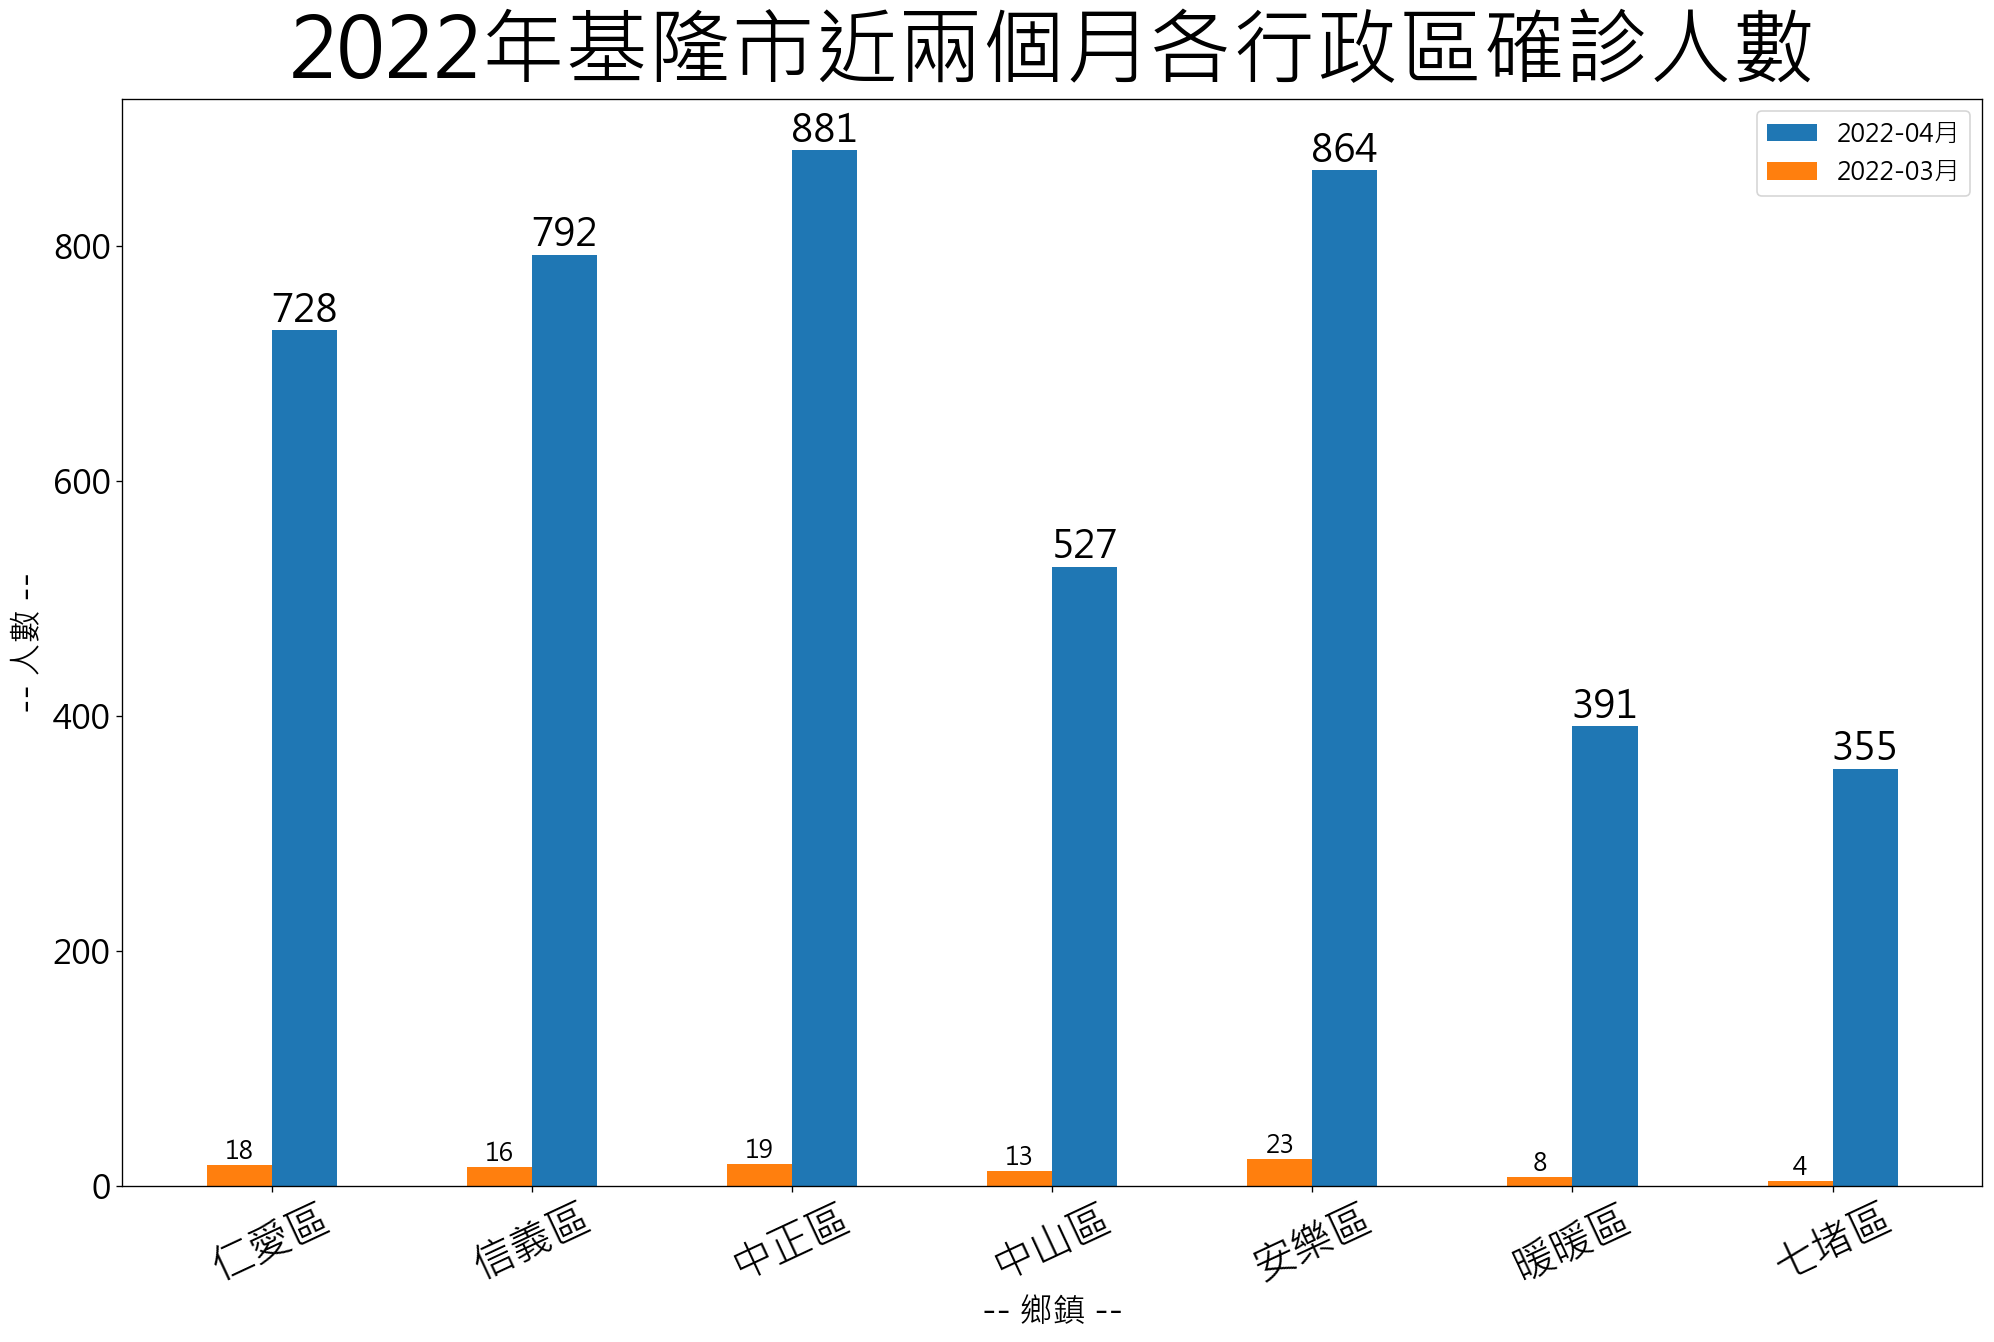 2022年基隆市近兩個月各行政區確診人數
2022-04月
2022-03月
-- 人數 --
800
600
400
200
0
728
792
881
527
864
391
355
18
16
19
13
23
8
4
仁愛區
信義區
中正區
中山區
安樂區
暖暖區
七堵區
-- 鄉鎮 --